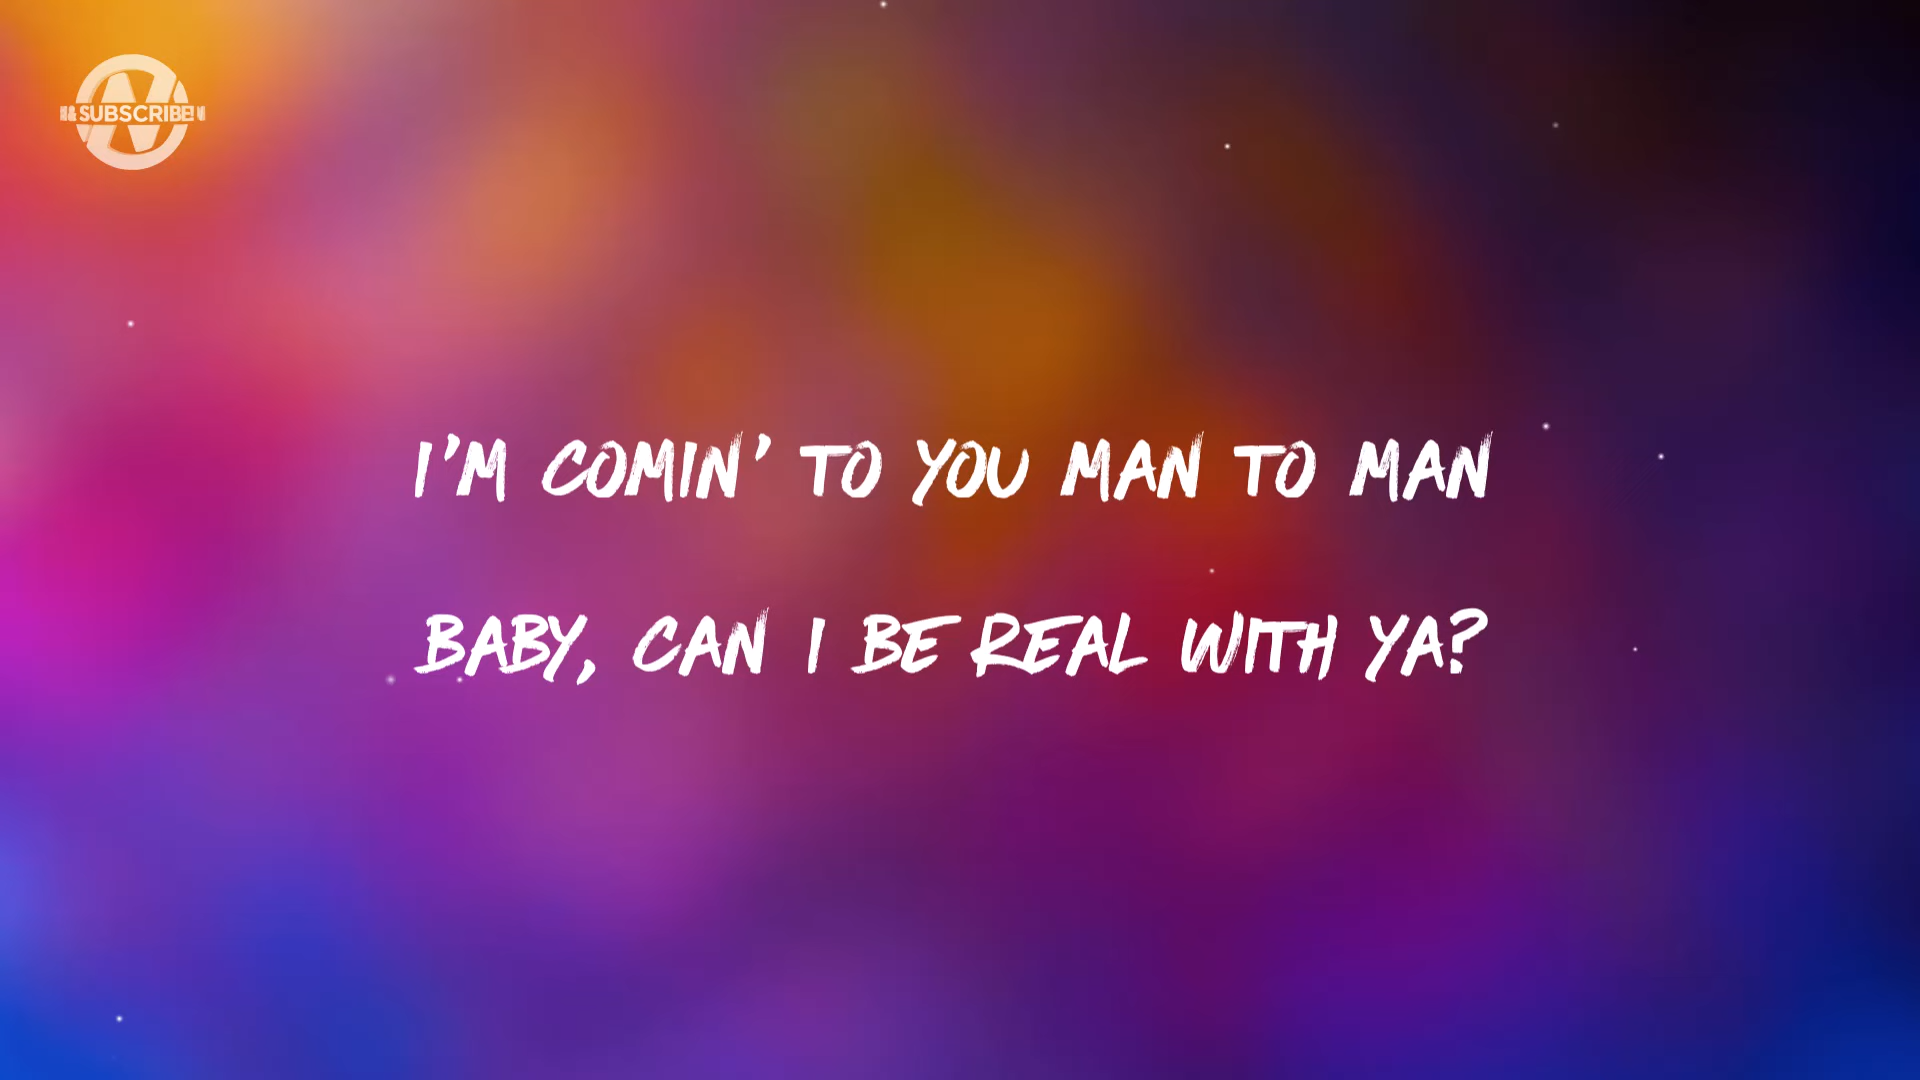 SUBSCRIBE
I'M COMIN' TO YOU MAN TO MAN
BABY, CAN I BE REAL WITH YA?